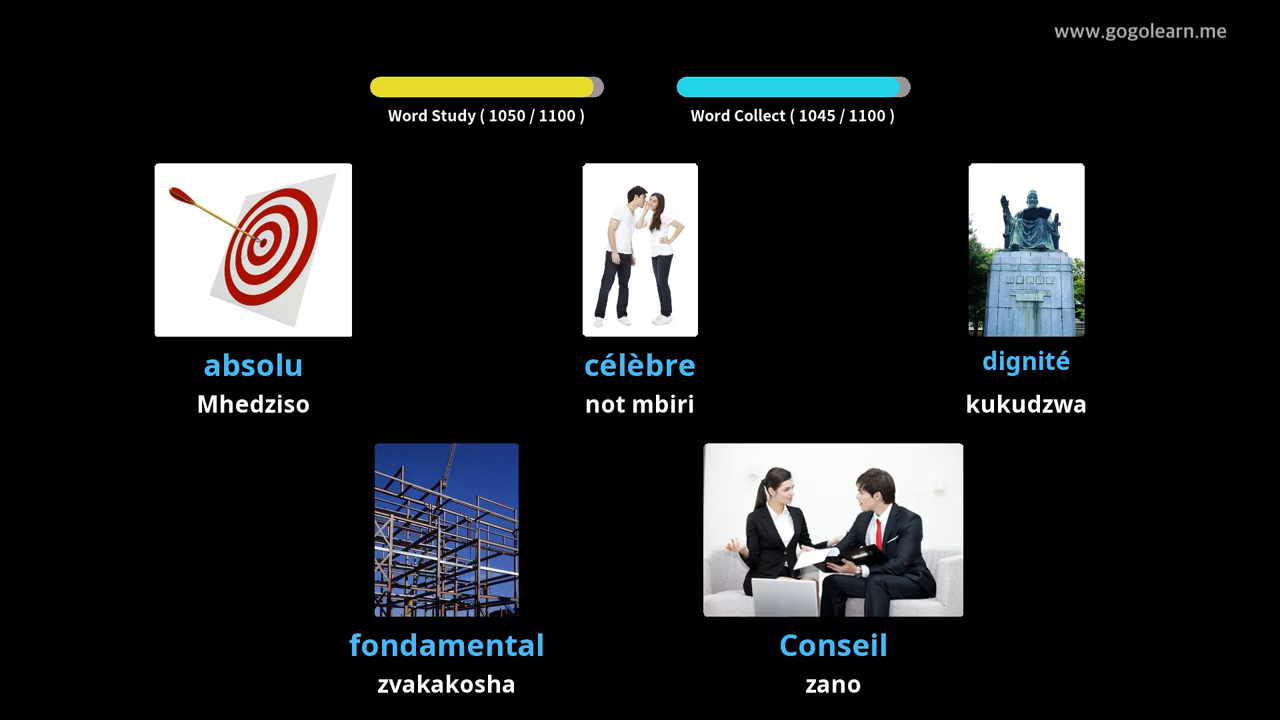 www.gogolearn.me
Word Study ( 1050 / 1100 )
Word Collect ( 1045 / 1100 )
absolu
Mhedziso
célèbre
not mbiri
dignité
kukudzwa
fondamental
zvakakosha
Conseil
zano